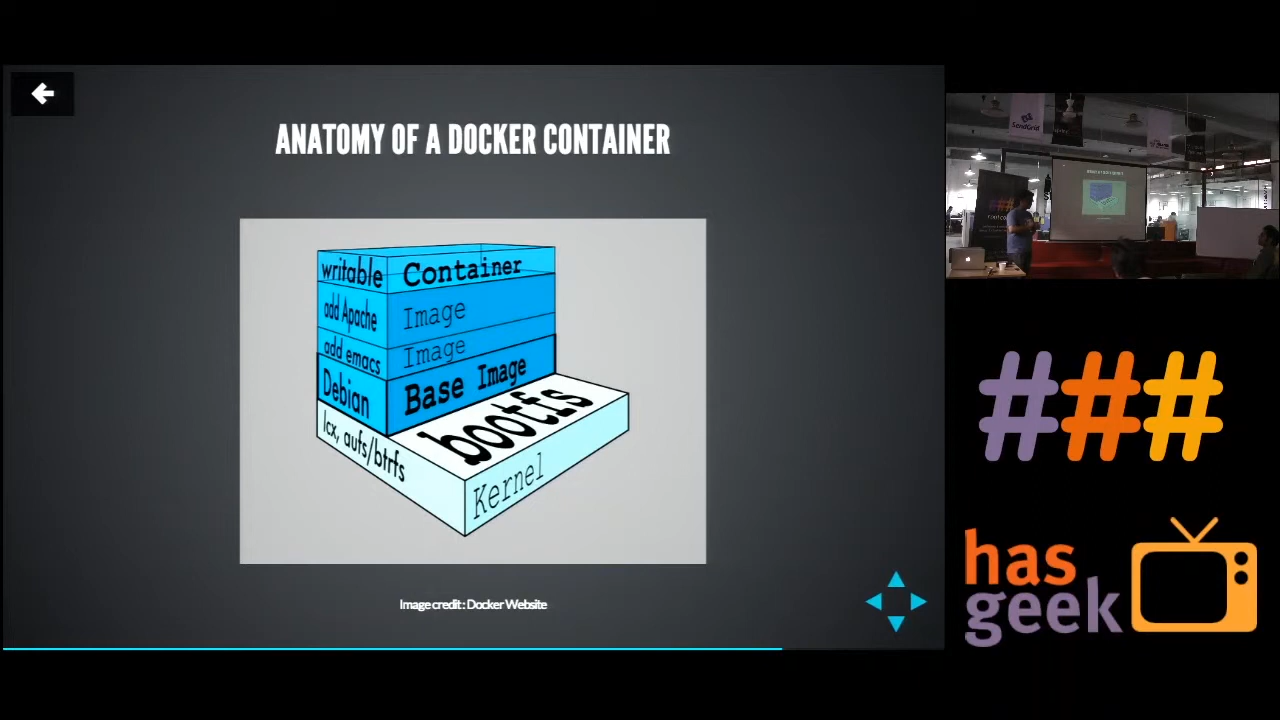 ANATOMY OF A DOCKER CONTAINER
writable Container
add Apache Image
add emacs Image
Debian Base Image
bootfs
lcx, aufs/btrfs
Kernel
Image credit : Docker Website
SendGrid
###
has
geek